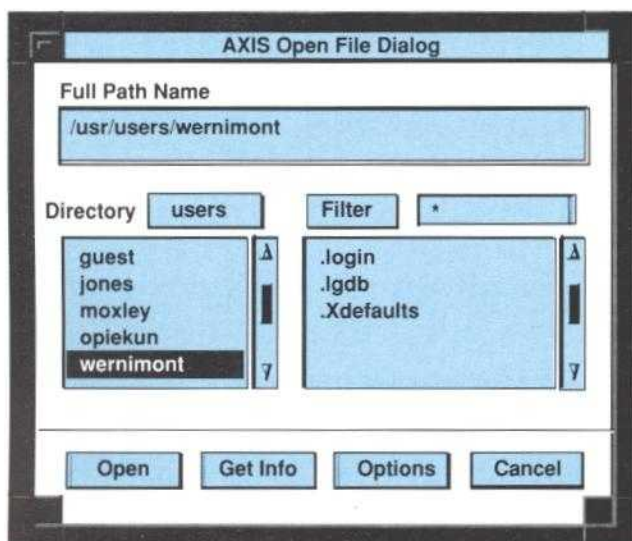 AXIS Open File Dialog
Full Path Name
/usr/users/wernimont
Directory users Filter *
guest
jones
moxley
opiekun
wernimont
.login
.lgdb
.Xdefaults
Open Get Info Options Cancel